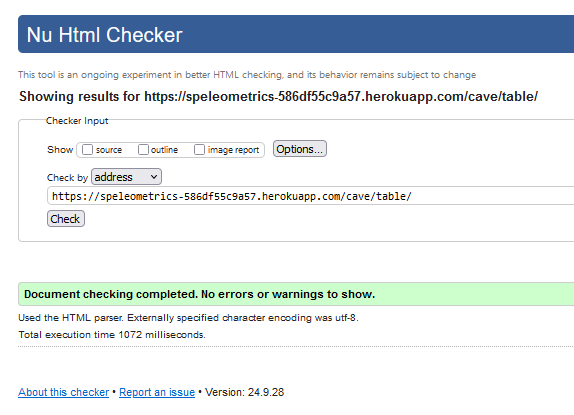 Nu Html Checker
This tool is an ongoing experiment in better HTML checking, and its behavior remains subject to change
Showing results for https://speleometrics-586df55c9a57.herokuapp.com/cave/table/
Checker Input
Show source outline image report Options...
Check by address
https://speleometrics-586df55c9a57.herokuapp.com/cave/table/
Check
Document checking completed. No errors or warnings to show.
Used the HTML parser. Externally specified character encoding was utf-8.
Total execution time 1072 milliseconds.
About this checker • Report an issue • Version: 24.9.28